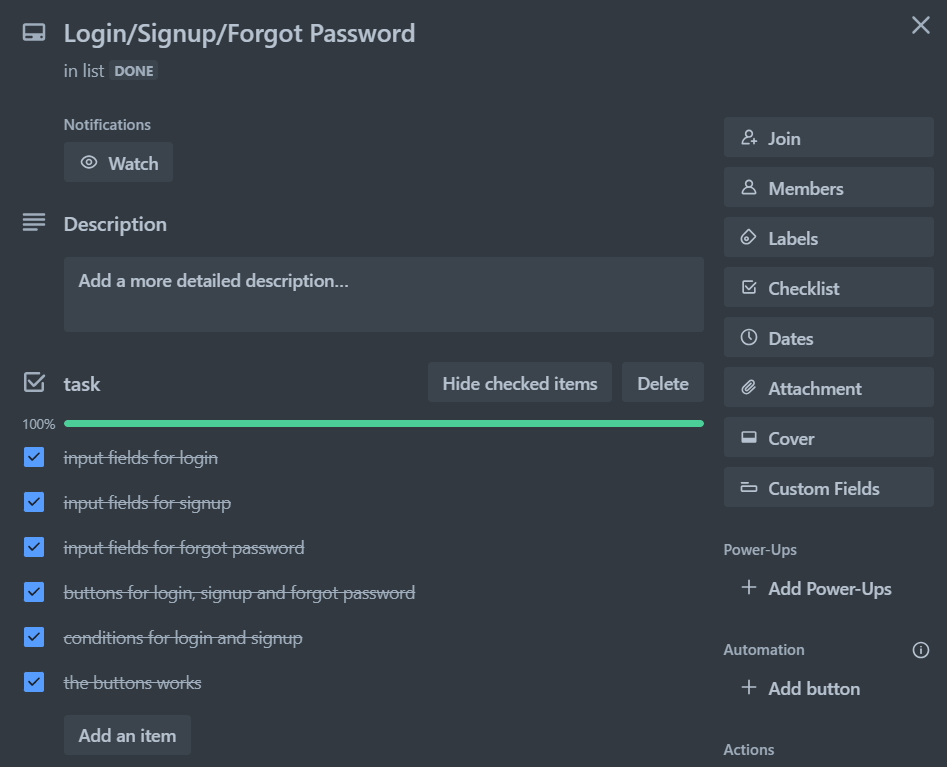 Login/Signup/Forgot Password
in list DONE
Notifications
Watch
Description
Add a more detailed description...
task
Hide checked items
Delete
100%
input fields for login
input fields for signup
input fields for forgot password
buttons for login, signup and forgot password
conditions for login and signup
the buttons works
Add an item
Join
Members
Labels
Checklist
Dates
Attachment
Cover
Custom Fields
Power-Ups
Add Power-Ups
Automation
Add button
Actions